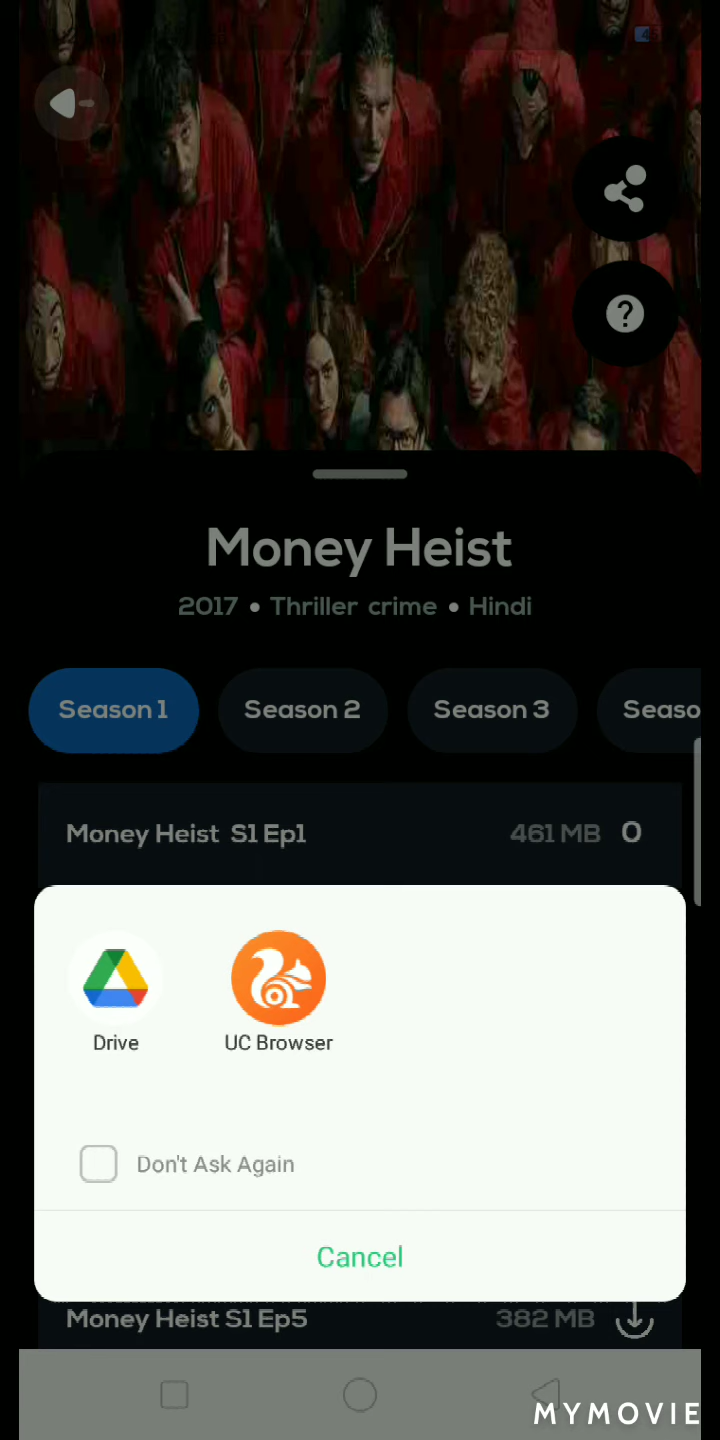 Money Heist
2017 • Thriller crime • Hindi
Season 1 Season 2 Season 3 Seaso
Money Heist S1 Ep1 461 MB
Drive UC Browser
Don't Ask Again
Cancel
Money Heist S1 Ep5 382 MB
MYMOVIE